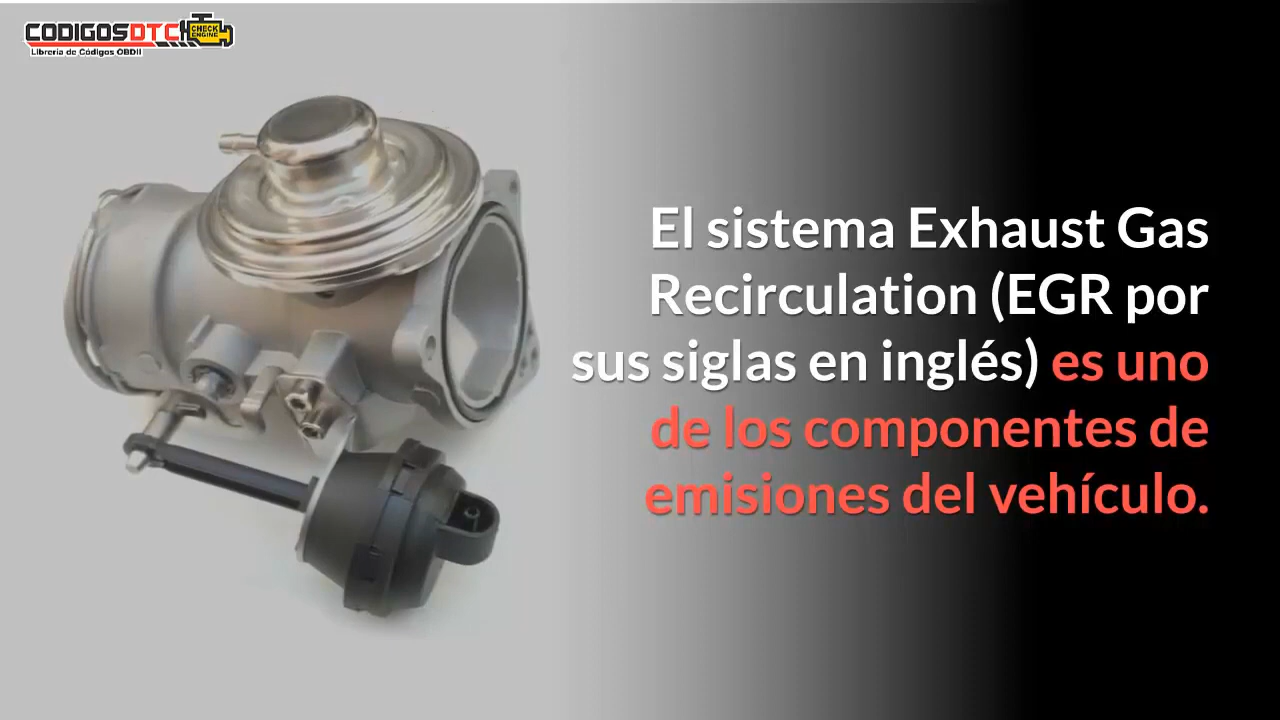 CODIGOSDTC
CHECK
ENGINE
Librería de Códigos OBDII
El sistema Exhaust Gas
Recirculation (EGR por
sus siglas en inglés) es uno
de los componentes de
emisiones del vehículo.